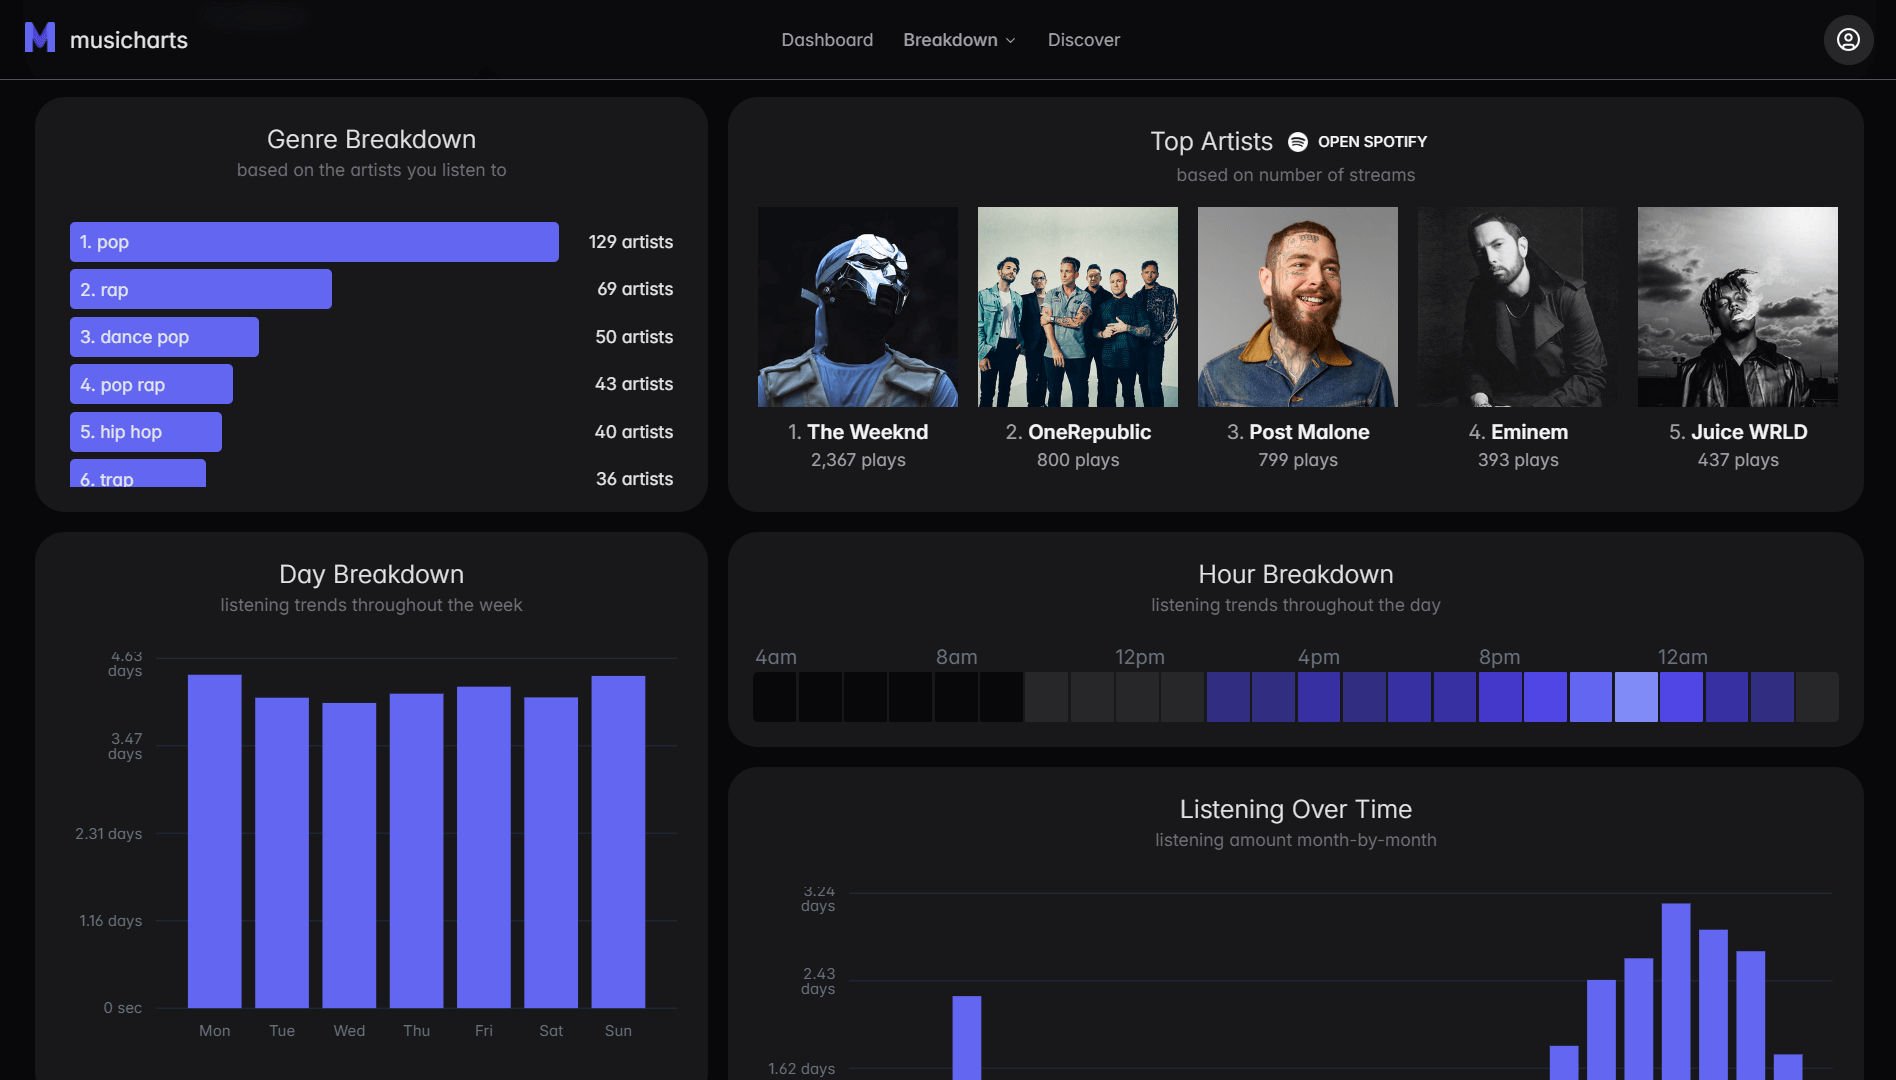 musicharts
Dashboard
Breakdown
Discover
Genre Breakdown
based on the artists you listen to
1. pop
129 artists
2. rap
69 artists
3. dance pop
50 artists
4. pop rap
43 artists
5. hip hop
40 artists
6. trap
36 artists
Top Artists
OPEN SPOTIFY
based on number of streams
1. The Weeknd
2,367 plays
2. OneRepublic
800 plays
3. Post Malone
799 plays
4. Eminem
393 plays
5. Juice WRLD
437 plays
Day Breakdown
listening trends throughout the week
4.63
days
3.47
days
2.31 days
1.16 days
0 sec
Mon
Tue
Wed
Thu
Fri
Sat
Sun
Hour Breakdown
listening trends throughout the day
4am
8am
12pm
4pm
8pm
12am
Listening Over Time
listening amount month-by-month
3.24
days
2.43
days
1.62 days